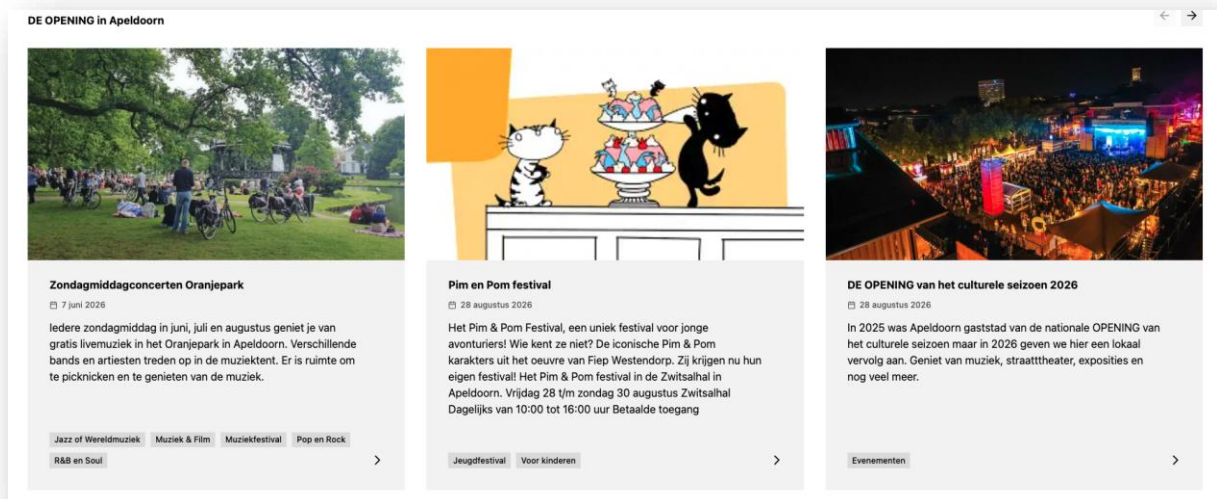 DE OPENING in Apeldoorn
Zondagmiddagconcerten Oranjepark
7 juni 2026
Iedere zondagmiddag in juni, juli en augustus geniet je van
gratis livemuziek in het Oranjepark in Apeldoorn. Verschillende
bands en artiesten treden op in de muziektent. Er is ruimte om
te picknicken en te genieten van de muziek.
Jazz of Wereldmuziek Muziek & Film Muziekfestival Pop en Rock
R&B en Soul
Pim en Pom festival
28 augustus 2026
Het Pim & Pom Festival, een uniek festival voor jonge
avonturiers! Wie kent ze niet? De iconische Pim & Pom
karakters uit het oeuvre van Fiep Westendorp. Zij krijgen nu hun
eigen festival! Het Pim & Pom festival in de Zwitsalhal in
Apeldoorn. Vrijdag 28 t/m zondag 30 augustus Zwitsalhal
Dagelijks van 10:00 tot 16:00 uur Betaalde toegang
Jeugdfestival Voor kinderen
DE OPENING van het culturele seizoen 2026
28 augustus 2026
In 2025 was Apeldoorn gaststad van de nationale OPENING van
het culturele seizoen maar in 2026 geven we hier een lokaal
vervolg aan. Geniet van muziek, straatttheater, exposities en
nog veel meer.
Evenementen